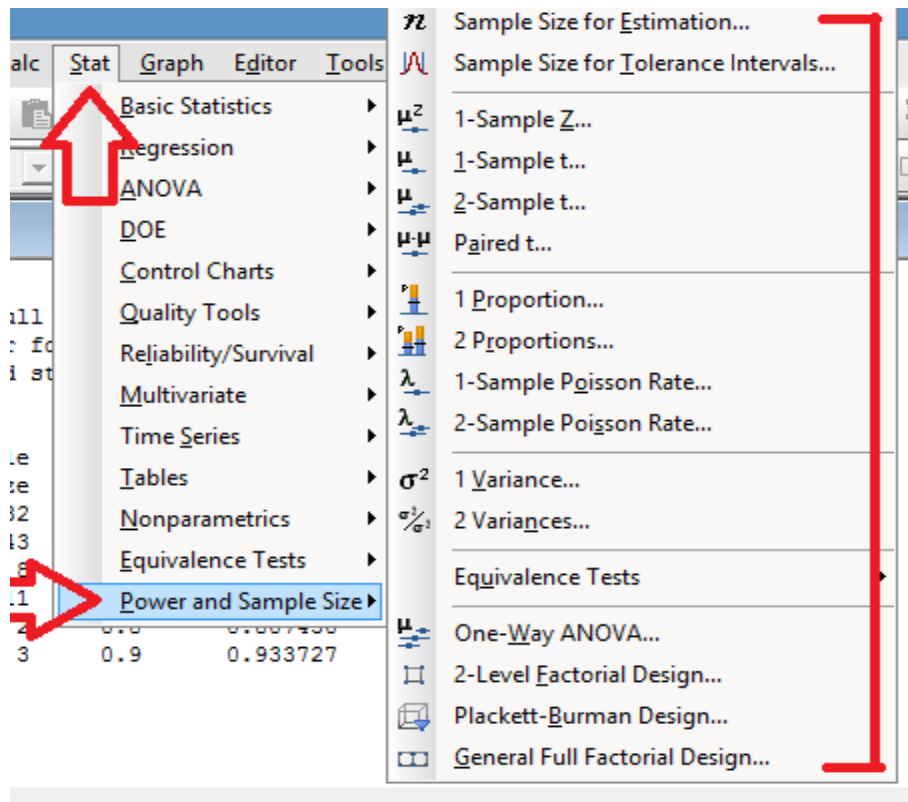 alc Stat Graph Editor Tools
Basic Statistics
Regression
ANOVA
DOE
Control Charts
Quality Tools
Reliability/Survival
Multivariate
Time Series
Tables
Nonparametrics
Equivalence Tests
Power and Sample Size
n Sample Size for Estimation...
Sample Size for Tolerance Intervals...
μ² 1-Sample Z...
μ 1-Sample t...
μ 2-Sample t...
μ-μ Paired t...
P 1 Proportion...
P 2 Proportions...
λ 1-Sample Poisson Rate...
λ 2-Sample Poisson Rate...
σ² 1 Variance...
σ²/σ² 2 Variances...
Equivalence Tests
μ One-Way ANOVA...
2-Level Factorial Design...
Plackett-Burman Design...
General Full Factorial Design...
3 0.9 0.933727